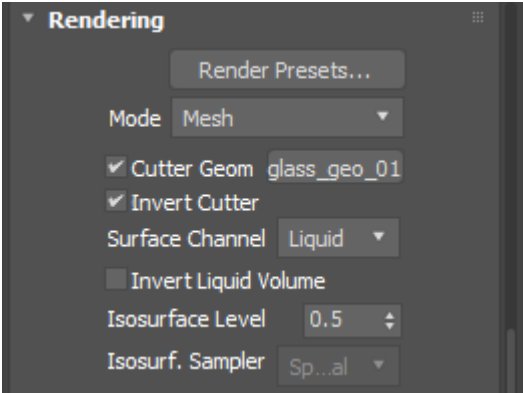 Rendering
Render Presets...
Mode Mesh
Cutter Geom glass_geo_01
Invert Cutter
Surface Channel Liquid
Invert Liquid Volume
Isosurface Level 0.5
Isosurf. Sampler Sp...al